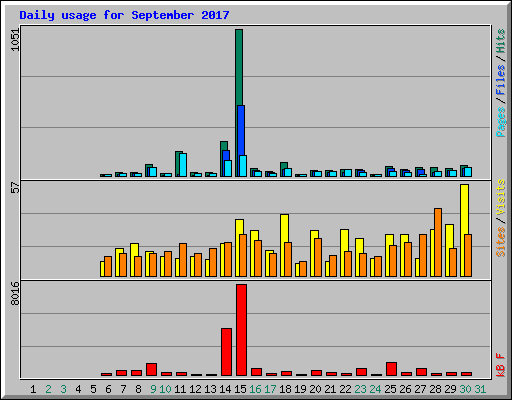 Daily usage for September 2017
1051
57
8016
Pages/Files/Hits
Sites/Visits
kB F
1 2 3 4 5 6 7 8 9 10 11 12 13 14 15 16 17 18 19 20 21 22 23 24 25 26 27 28 29 30 31